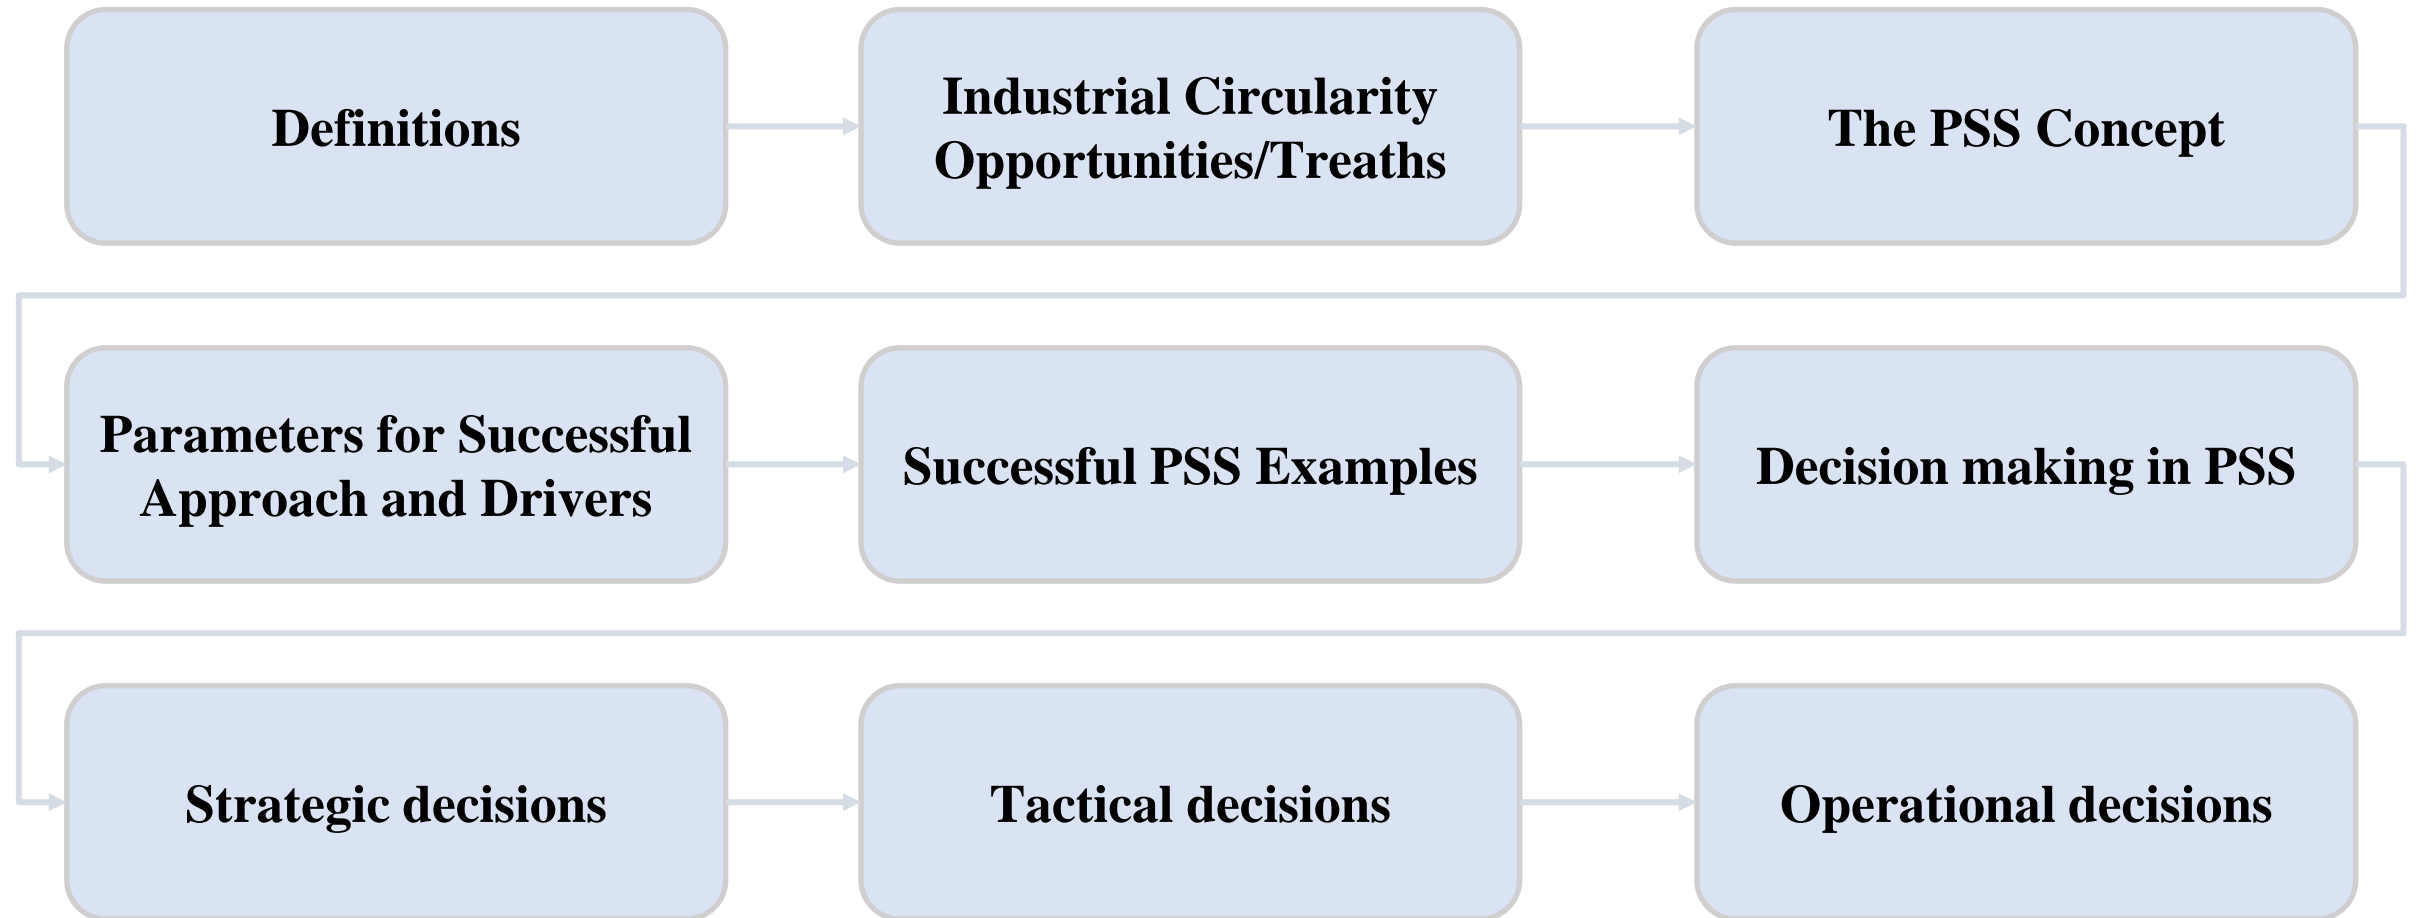 Definitions
Industrial Circularity
Opportunities/Treaths
The PSS Concept
Parameters for Successful
Approach and Drivers
Successful PSS Examples
Decision making in PSS
Strategic decisions
Tactical decisions
Operational decisions